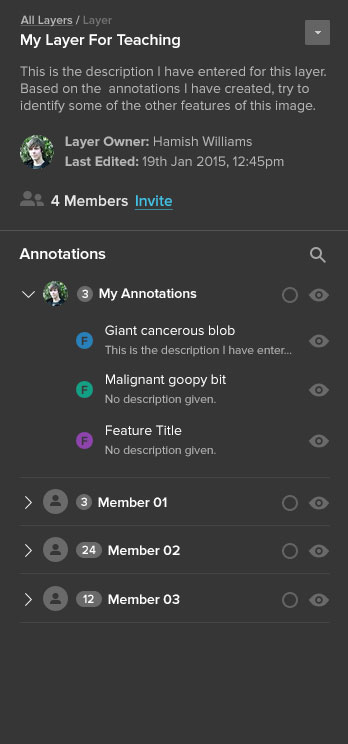 All Layers / Layer
My Layer For Teaching
This is the description I have entered for this layer.
Based on the annotations I have created, try to
identify some of the other features of this image.
Layer Owner: Hamish Williams
Last Edited: 19th Jan 2015, 12:45pm
4 Members Invite
Annotations
3 My Annotations
F Giant cancerous blob
This is the description I have enter...
F Malignant goopy bit
No description given.
F Feature Title
No description given.
3 Member 01
24 Member 02
12 Member 03